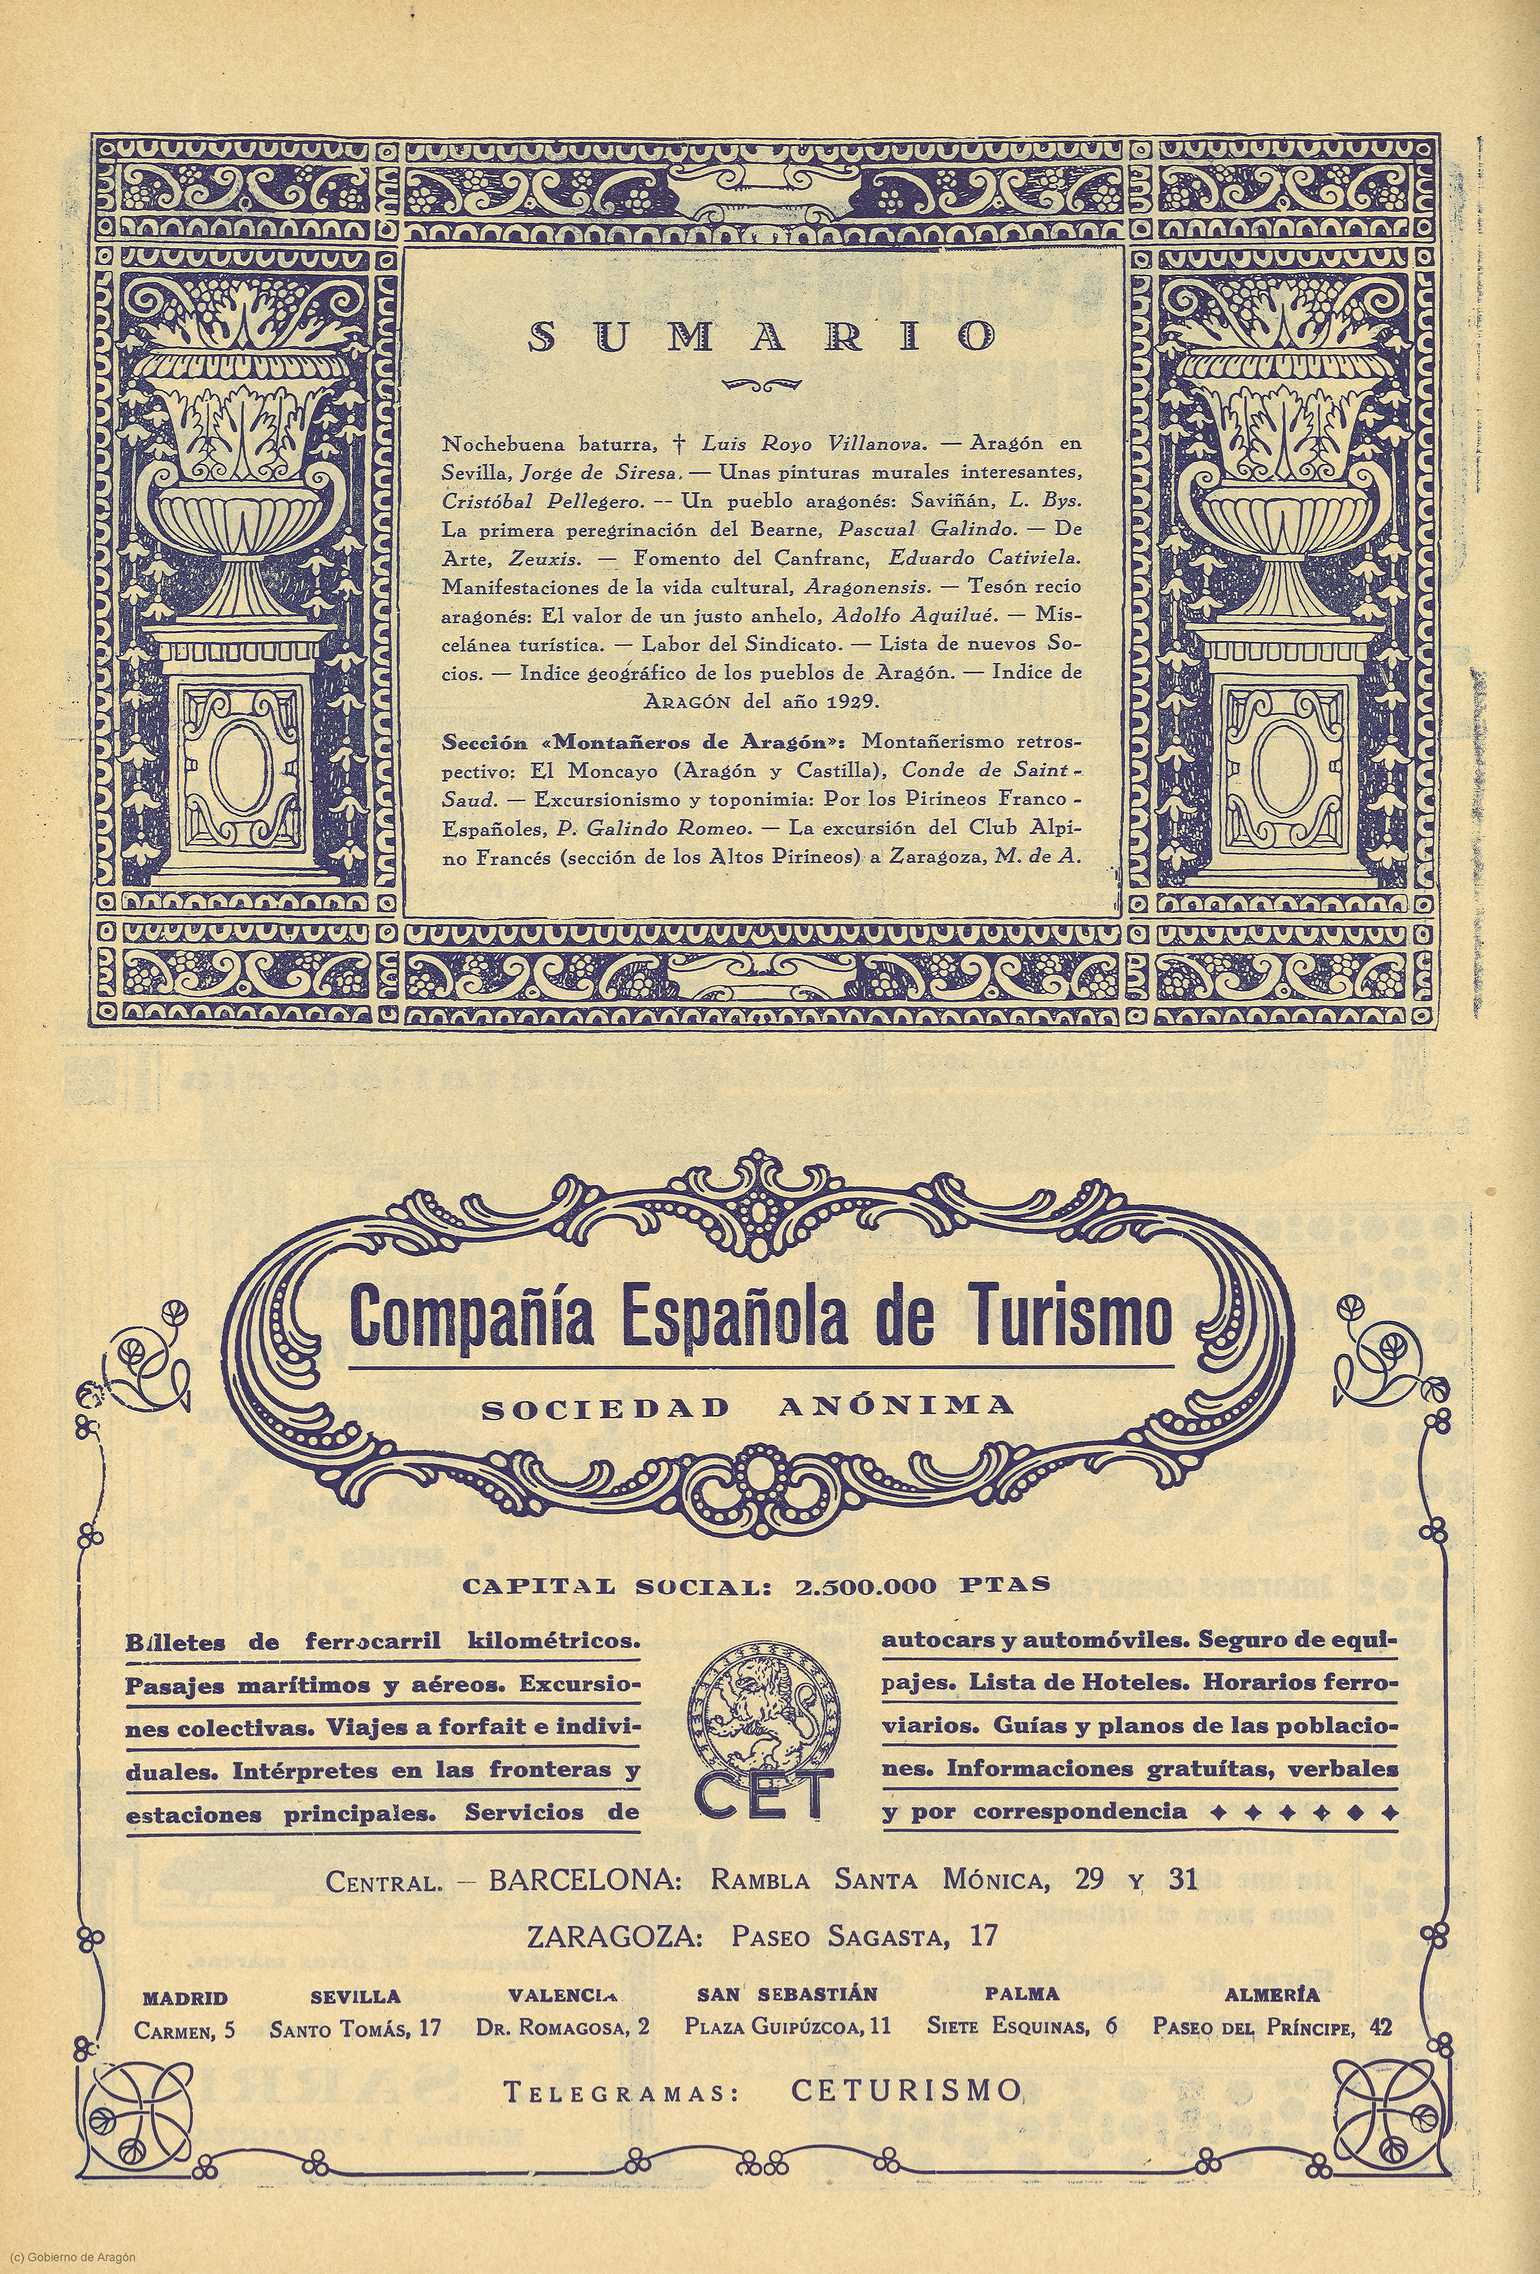 SUMARIO
Nochebuena baturra, † Luis Royo Villanova. — Aragón en
Sevilla, Jorge de Siresa. — Unas pinturas murales interesantes,
Cristóbal Pellegero. -- Un pueblo aragonés: Saviñán, L. Bys.
La primera peregrinación del Bearne, Pascual Galindo. — De
Arte, Zeuxis. — Fomento del Canfranc, Eduardo Cativiela.
Manifestaciones de la vida cultural, Aragonensis. — Tesón recio
aragonés: El valor de un justo anhelo, Adolfo Aquilué. — Mis-
celánea turística. — Labor del Sindicato. — Lista de nuevos So-
cios. — Indice geográfico de los pueblos de Aragón. — Indice de
ARAGÓN del año 1929.
Sección «Montañeros de Aragón»: Montañerismo retros-
pectivo: El Moncayo (Aragón y Castilla), Conde de Saint-
Saud. — Excursionismo y toponimia: Por los Pirineos Franco-
Españoles, P. Galindo Romeo. — La excursión del Club Alpi-
no Francés (sección de los Altos Pirineos) a Zaragoza, M. de A.
Compañía Española de Turismo
SOCIEDAD ANÓNIMA
CAPITAL SOCIAL: 2.500.000 PTAS
Billetes de ferrocarril kilométricos.
Pasajes marítimos y aéreos. Excursio-
nes colectivas. Viajes a forfait e indivi-
duales. Intérpretes en las fronteras y
estaciones principales. Servicios de
CET
autocars y automóviles. Seguro de equi-
pajes. Lista de Hoteles. Horarios ferro-
viarios. Guías y planos de las poblacio-
nes. Informaciones gratuítas, verbales
y por correspondencia
CENTRAL. — BARCELONA: RAMBLA SANTA MÓNICA, 29 Y 31
ZARAGOZA: PASEO SAGASTA, 17
MADRID SEVILLA VALENCIA SAN SEBASTIÁN PALMA ALMERÍA
CARMEN, 5 SANTO TOMÁS, 17 DR. ROMAGOSA, 2 PLAZA GUIPÚZCOA, 11 SIETE ESQUINAS, 6 PASEO DEL PRÍNCIPE, 42
TELEGRAMAS: CETURISMO
(c) Gobierno de Aragón